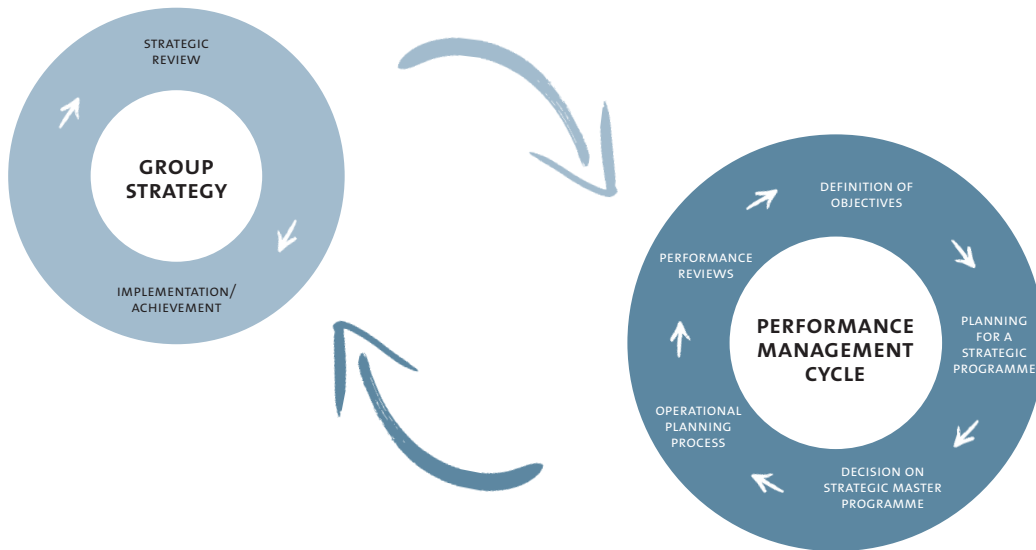 STRATEGIC
REVIEW
GROUP
STRATEGY
IMPLEMENTATION/
ACHIEVEMENT
DEFINITION OF
OBJECTIVES
PLANNING
FOR A
STRATEGIC
PROGRAMME
DECISION ON
STRATEGIC MASTER
PROGRAMME
OPERATIONAL
PLANNING
PROCESS
PERFORMANCE
REVIEWS
PERFORMANCE
MANAGEMENT
CYCLE